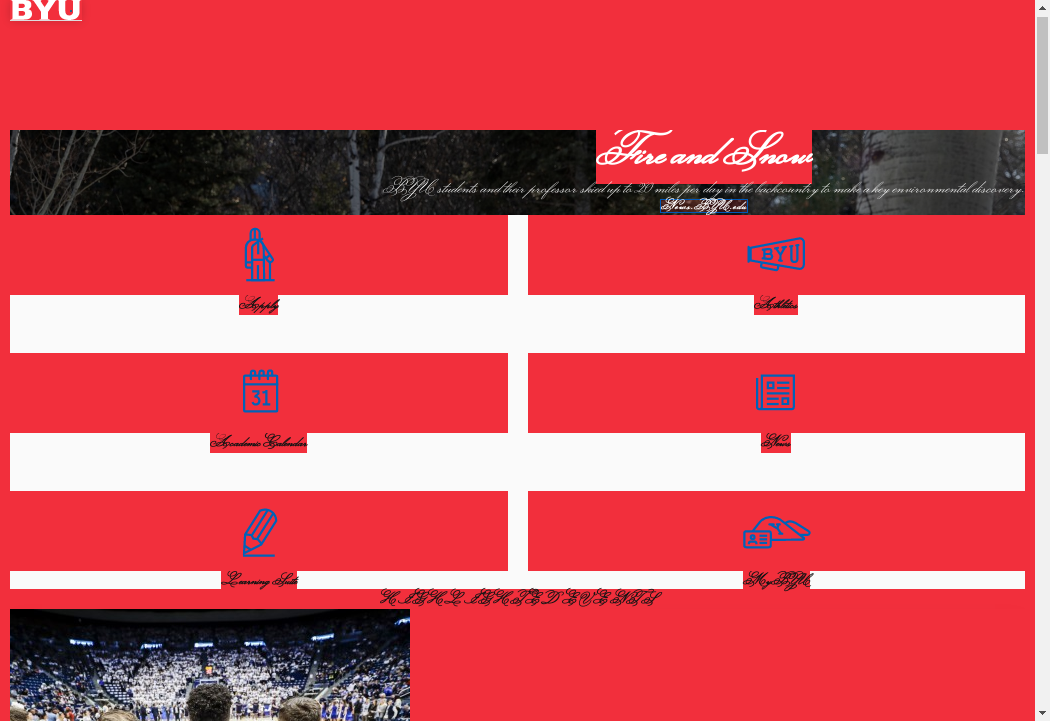 BYU
Fire and Snow
BYU students and their professor skied up to 20 miles per day in the backcountry to make a key environmental discovery.
News.BYU.edu
BYU
Apply
Athletics
31
Academic Calendar
News
Y
Learning Suite
MyBYU
HIGHLIGHTED EVENTS